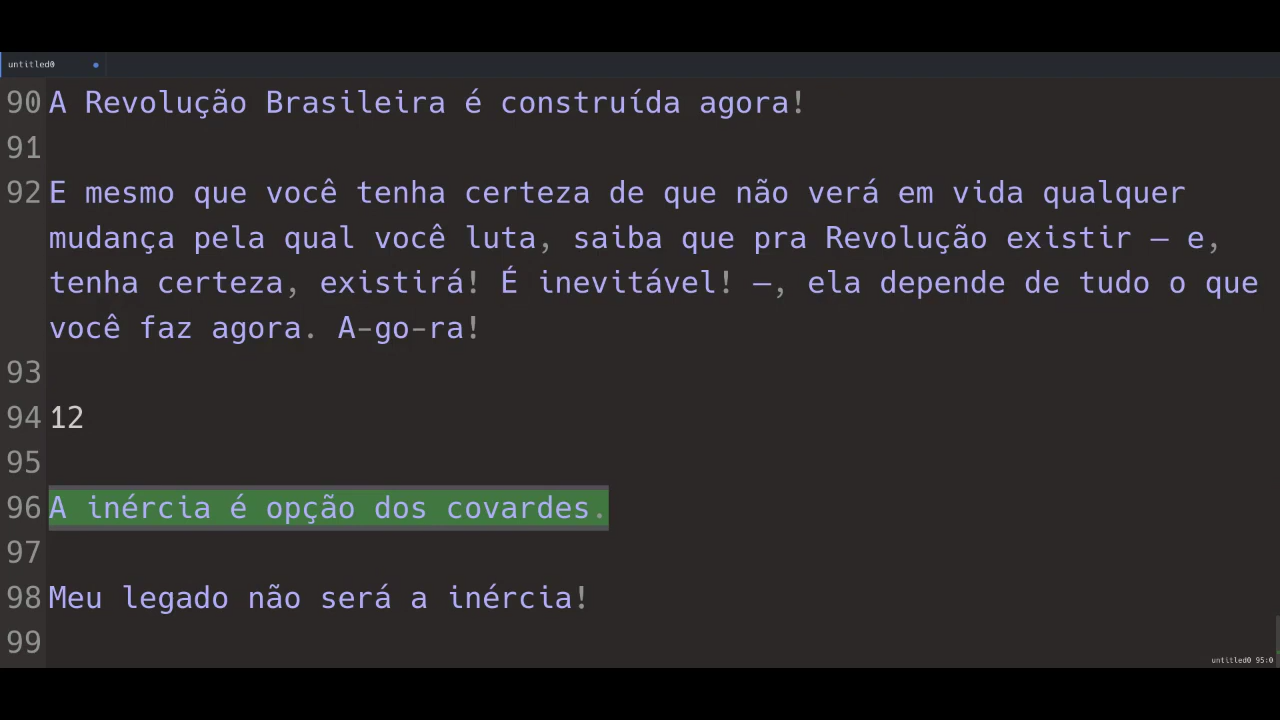 untitled0
90 A Revolução Brasileira é construída agora!
91
92 E mesmo que você tenha certeza de que não verá em vida qualquer
mudança pela qual você luta, saiba que pra Revolução existir — e,
tenha certeza, existirá! É inevitável! —, ela depende de tudo o que
você faz agora. A-go-ra!
93
94 12
95
96 A inércia é opção dos covardes.
97
98 Meu legado não será a inércia!
99
untitled0 95:0